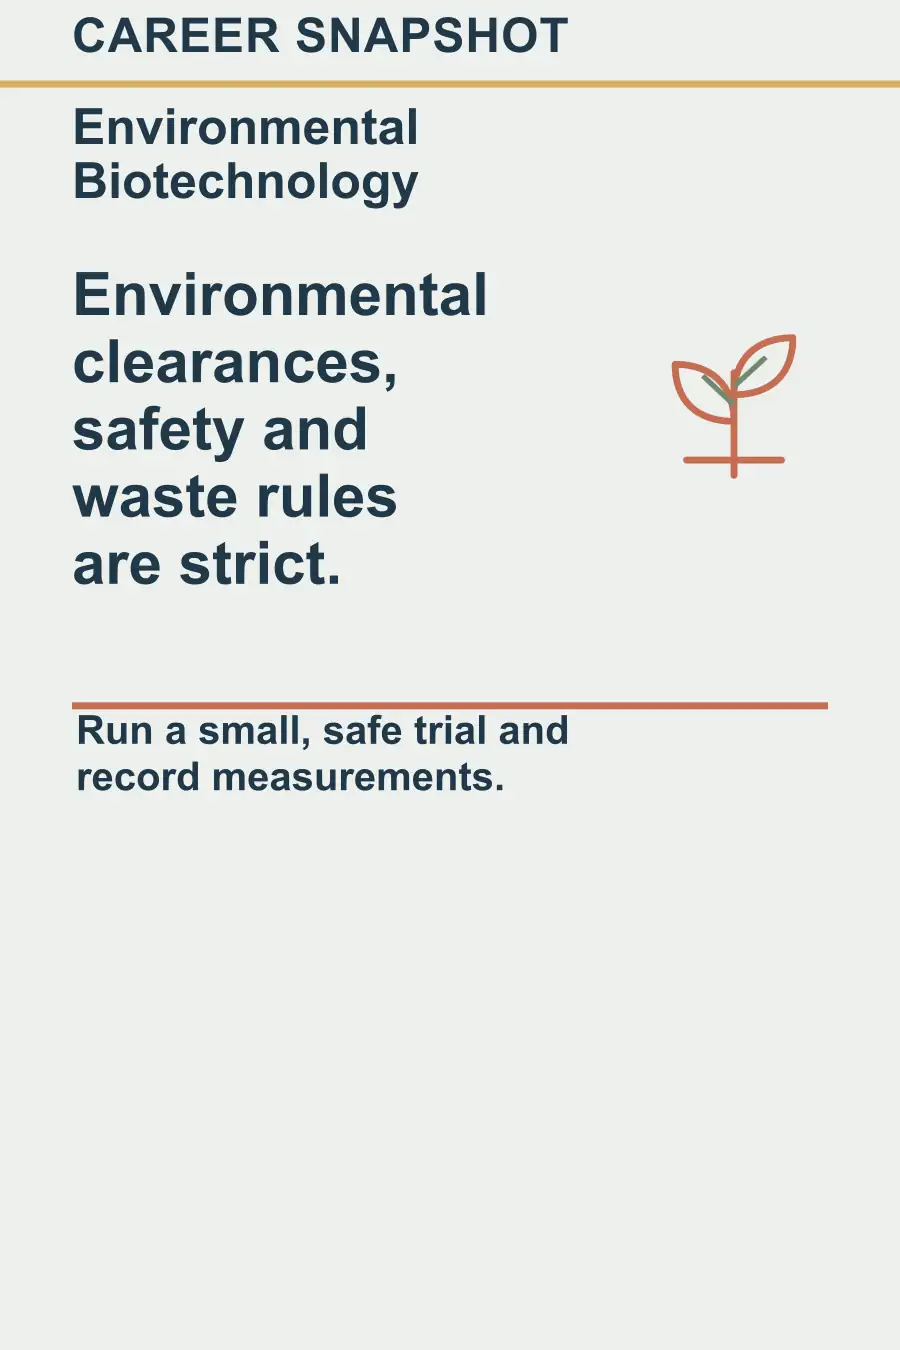 CAREER SNAPSHOT
Environmental
Biotechnology
Environmental
clearances,
safety and
waste rules
are strict.
Run a small, safe trial and
record measurements.